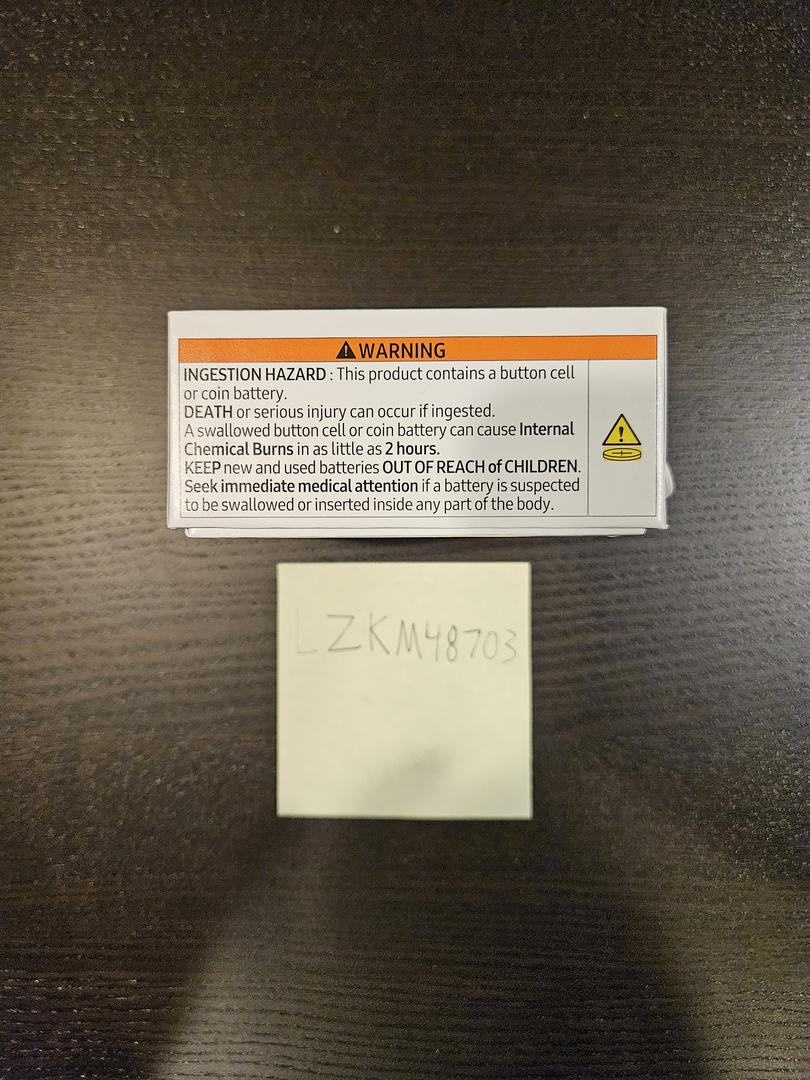 WARNING
INGESTION HAZARD : This product contains a button cell
or coin battery.
DEATH or serious injury can occur if ingested.
A swallowed button cell or coin battery can cause Internal
Chemical Burns in as little as 2 hours.
KEEP new and used batteries OUT OF REACH of CHILDREN.
Seek immediate medical attention if a battery is suspected
to be swallowed or inserted inside any part of the body.
LZKM48703